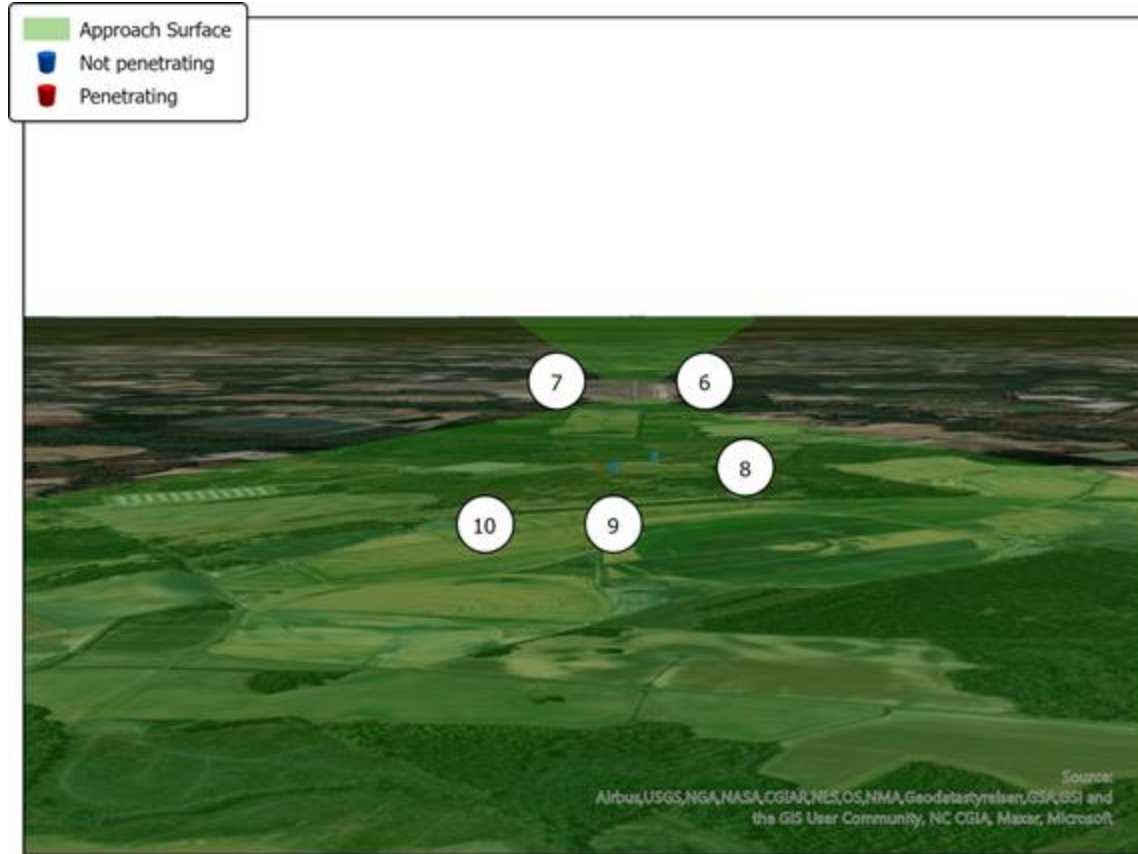 Approach Surface
Not penetrating
Penetrating
7
6
8
10
9
Source:
Airbus,USGS,NGA,NASA,CGIAR,NLS,OS,NMA,Geodatastyrelsen,GSA,GSI and
the GIS User Community, NC CGIA, Maxar, Microsoft